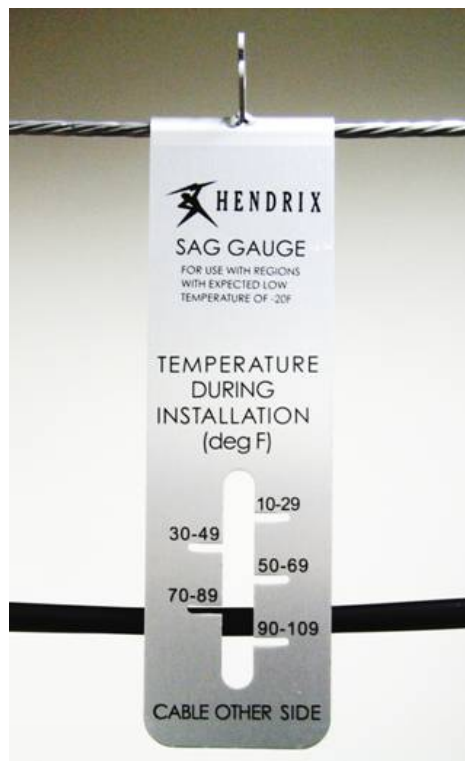 HENDRIX
SAG GAUGE
FOR USE WITH REGIONS
WITH EXPECTED LOW
TEMPERATURE OF -20F
TEMPERATURE
DURING
INSTALLATION
(deg F)
10-29
30-49
50-69
70-89
90-109
CABLE OTHER SIDE